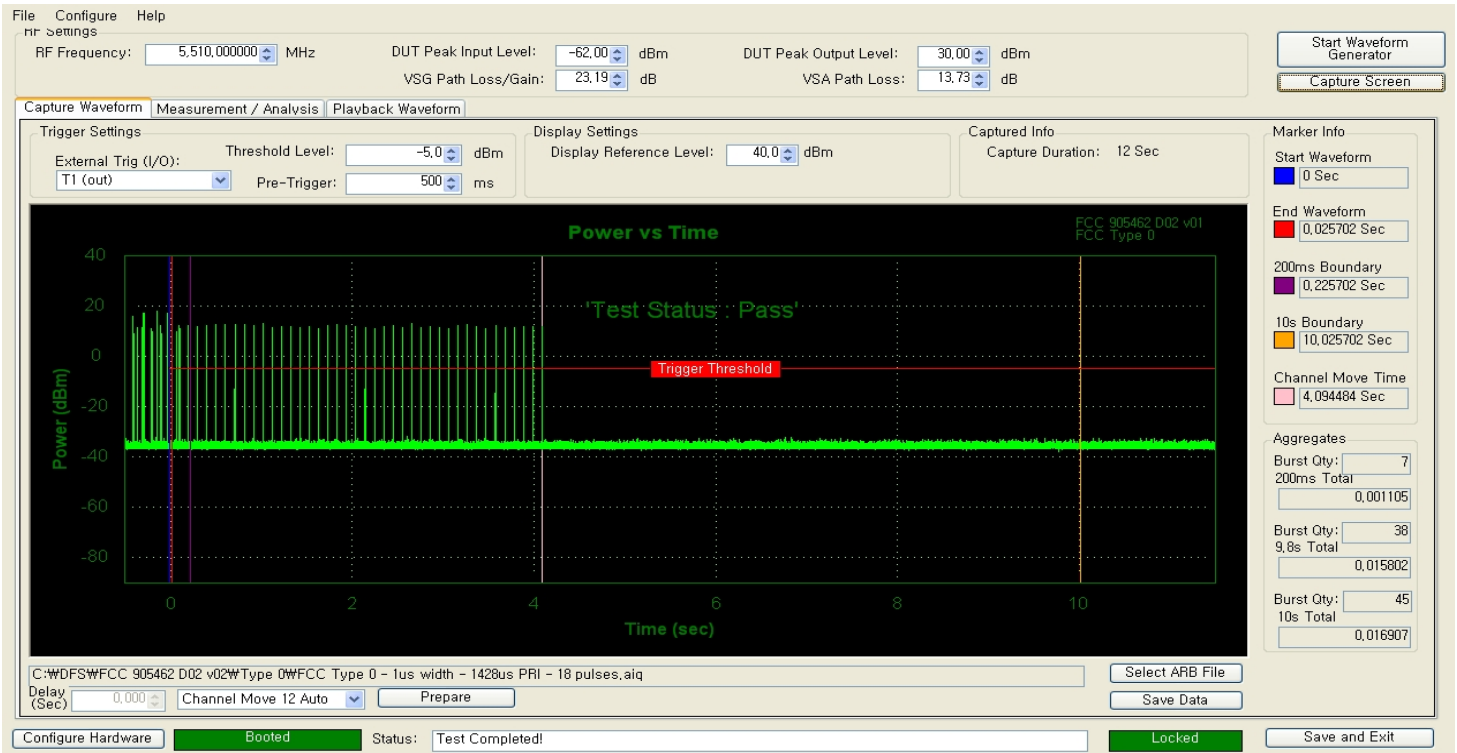 File Configure Help
RF Settings
RF Frequency: 5,510,000000 MHz DUT Peak Input Level: -62,00 dBm DUT Peak Output Level: 30,00 dBm
VSG Path Loss/Gain: 23,19 dB VSA Path Loss: 13,73 dB
Start Waveform
Generator
Capture Screen
Capture Waveform Measurement / Analysis Playback Waveform
Trigger Settings
External Trig (I/O):
T1 (out)
Threshold Level: -5,0 dBm
Pre-Trigger: 500 ms
Display Settings
Display Reference Level: 40,0 dBm
Captured Info
Capture Duration: 12 Sec
Marker Info
Start Waveform
0 Sec
End Waveform
0,025702 Sec
200ms Boundary
0,225702 Sec
10s Boundary
10,025702 Sec
Channel Move Time
4,094484 Sec
Aggregates
Burst Qty: 7
200ms Total
0,001105
Burst Qty: 38
9,8s Total
0,015802
Burst Qty: 45
10s Total
0,016907
Power vs Time
FCC 905462 D02 v01
FCC Type 0
'Test Status : Pass'
Trigger Threshold
Power (dBm)
40
20
0
-20
-40
-60
-80
0 2 4 6 8 10
Time (sec)
C:₩DFS₩FCC 905462 D02 v02₩Type 0₩FCC Type 0 - 1us width - 1428us PRI - 18 pulses,aiq
Select ARB File
Delay
(Sec) 0,000 Channel Move 12 Auto Prepare
Save Data
Configure Hardware Booted Status: Test Completed! Locked Save and Exit